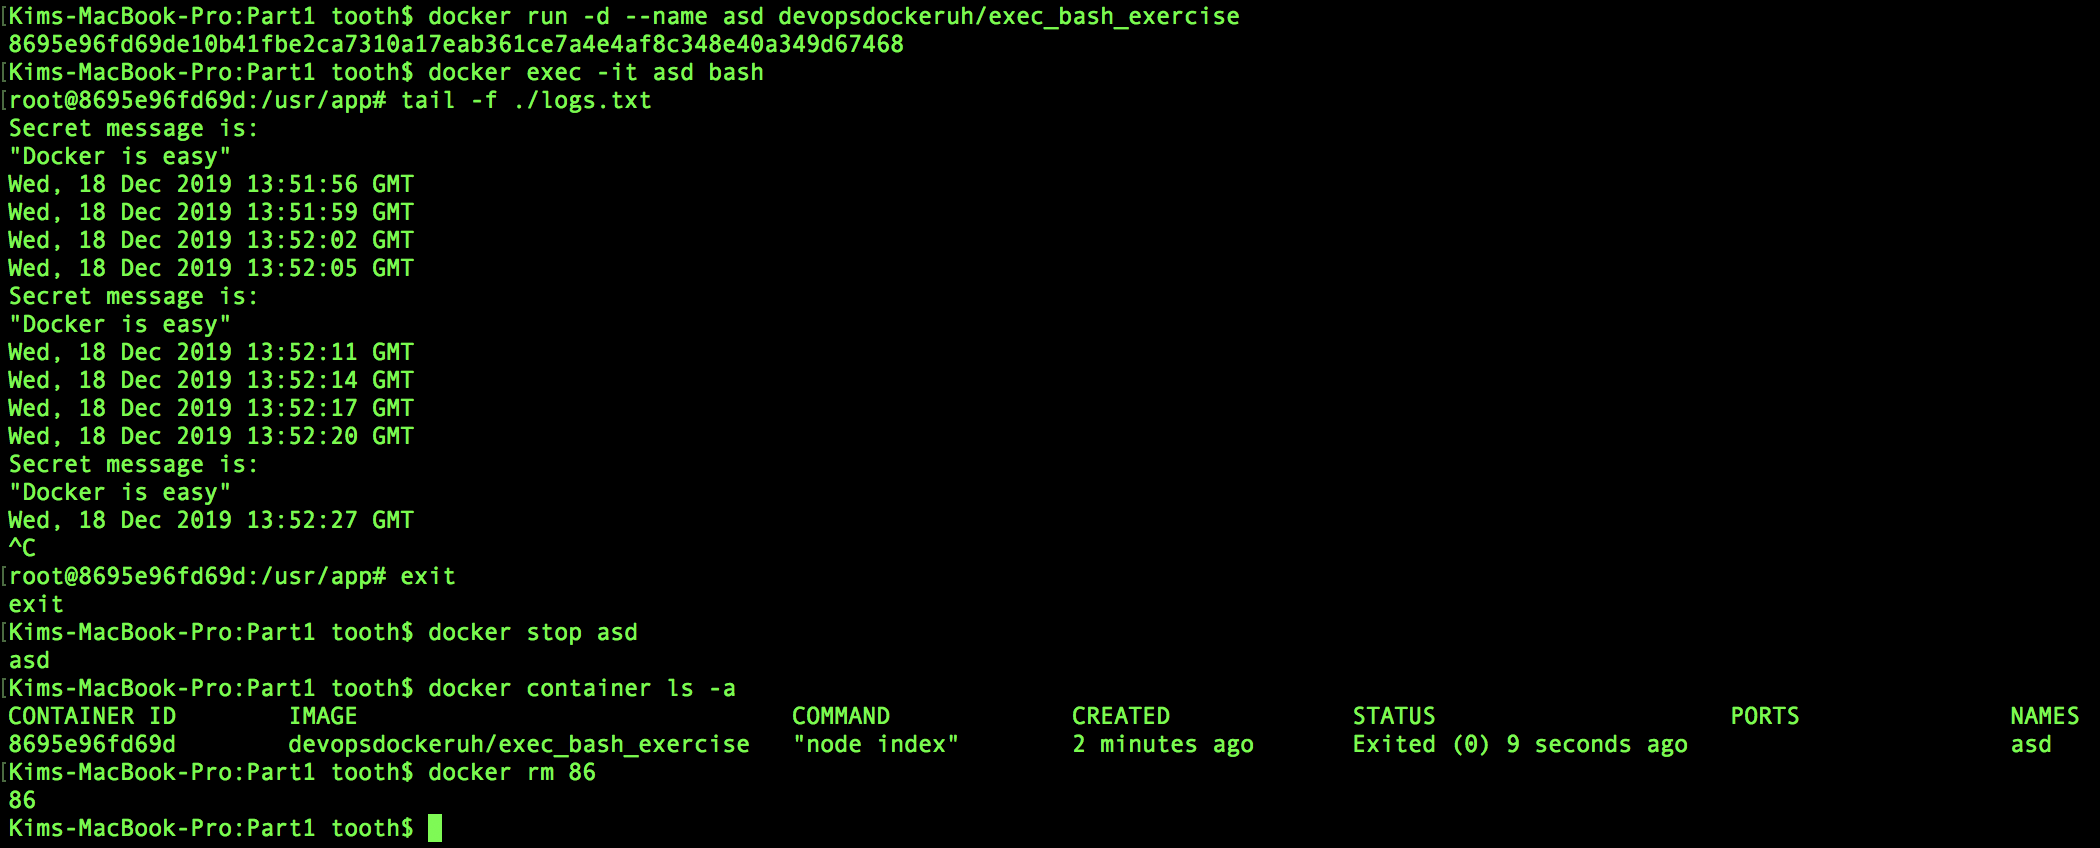 [Kims-MacBook-Pro:Part1 tooth$ docker run -d --name asd devopsdockeruh/exec_bash_exercise
8695e96fd69de10b41fbe2ca7310a17eab361ce7a4e4af8c348e40a349d67468
[Kims-MacBook-Pro:Part1 tooth$ docker exec -it asd bash
[root@8695e96fd69d:/usr/app# tail -f ./logs.txt
Secret message is:
"Docker is easy"
Wed, 18 Dec 2019 13:51:56 GMT
Wed, 18 Dec 2019 13:51:59 GMT
Wed, 18 Dec 2019 13:52:02 GMT
Wed, 18 Dec 2019 13:52:05 GMT
Secret message is:
"Docker is easy"
Wed, 18 Dec 2019 13:52:11 GMT
Wed, 18 Dec 2019 13:52:14 GMT
Wed, 18 Dec 2019 13:52:17 GMT
Wed, 18 Dec 2019 13:52:20 GMT
Secret message is:
"Docker is easy"
Wed, 18 Dec 2019 13:52:27 GMT
^C
[root@8695e96fd69d:/usr/app# exit
exit
[Kims-MacBook-Pro:Part1 tooth$ docker stop asd
asd
[Kims-MacBook-Pro:Part1 tooth$ docker container ls -a
CONTAINER ID        IMAGE                               COMMAND             CREATED             STATUS                     PORTS               NAMES
8695e96fd69d        devopsdockeruh/exec_bash_exercise   "node index"        2 minutes ago       Exited (0) 9 seconds ago                       asd
[Kims-MacBook-Pro:Part1 tooth$ docker rm 86
86
Kims-MacBook-Pro:Part1 tooth$